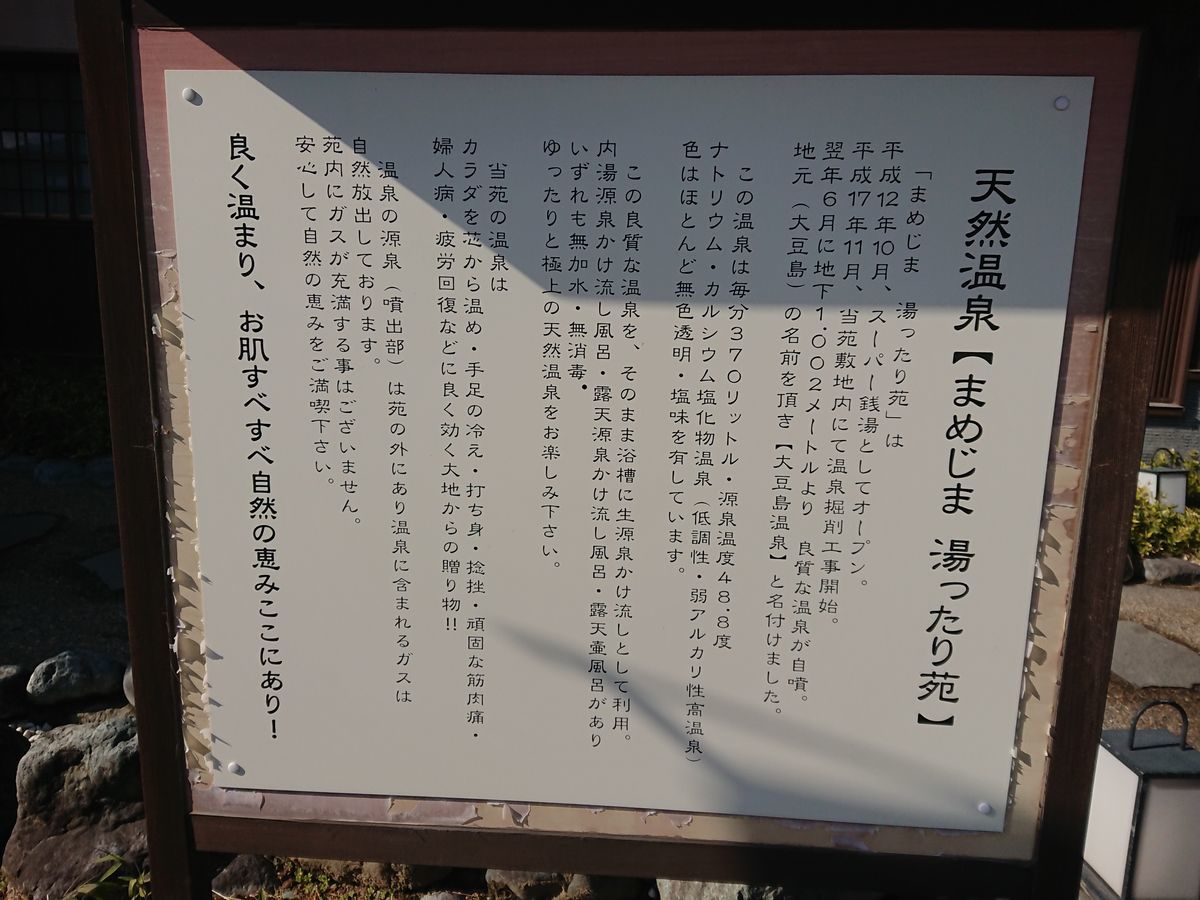 天然温泉【まめじま 湯ったり苑】
「まめじま 湯ったり苑」は
平成12年10月、スーパー銭湯としてオープン。
平成17年11月、当苑敷地内にて温泉掘削工事開始。
翌年6月に地下1.002メートルより 良質な温泉が自噴。
地元（大豆島）の名前を頂き【大豆島温泉】と名付けました。
この温泉は毎分370リットル・源泉温度48.8度
ナトリウム・カルシウム塩化物温泉（低調性・弱アルカリ性高温泉）
色はほとんど無色透明・塩味を有しています。
この良質な温泉を、そのまま浴槽に生源泉かけ流しとして利用。
内湯源泉かけ流し風呂・露天源泉かけ流し風呂・露天壷風呂があり
いずれも無加水・無消毒。
ゆったりと極上の天然温泉をお楽しみ下さい。
当苑の温泉は
カラダを芯から温め・手足の冷え・打ち身・捻挫・頑固な筋肉痛・
婦人病・疲労回復などに良く効く大地からの贈り物!!
温泉の源泉（噴出部）は苑の外にあり温泉に含まれるガスは
自然放出しております。
苑内にガスが充満する事はございません。
安心して自然の恵みをご満喫下さい。
良く温まり、お肌すべすべ自然の恵みここにあり！